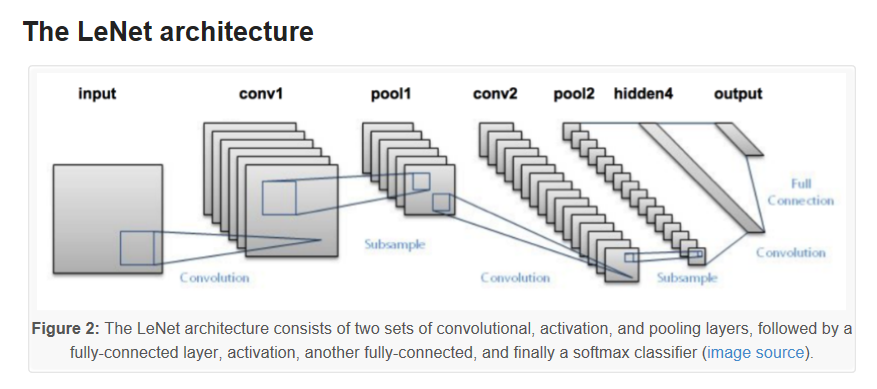 The LeNet architecture
input conv1 pool1 conv2 pool2 hidden4 output
Full
Connection
Subsample
Convolution
Convolution
Convolution
Subsample
Figure 2: The LeNet architecture consists of two sets of convolutional, activation, and pooling layers, followed by a
fully-connected layer, activation, another fully-connected, and finally a softmax classifier (image source).